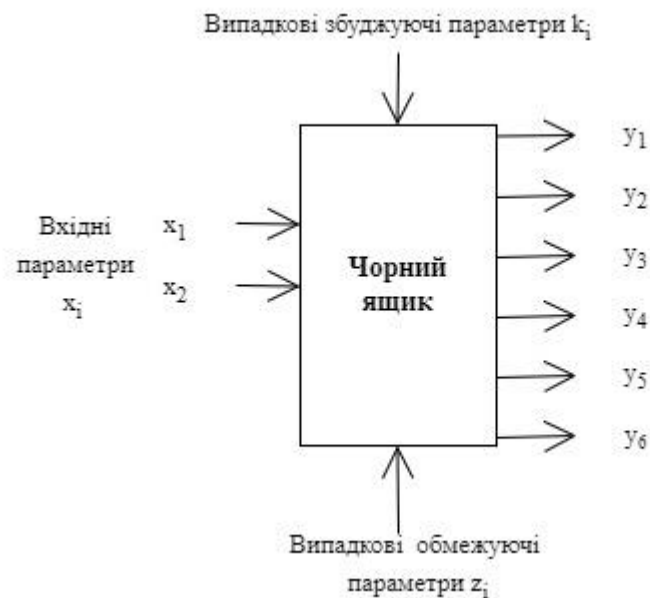 Випадкові збуджуючі параметри kᵢ
y₁
y₂
Вхідні
параметри
xᵢ
x₁
x₂
Чорний
ящик
y₃
y₄
y₅
y₆
Випадкові обмежуючі
параметри zᵢ